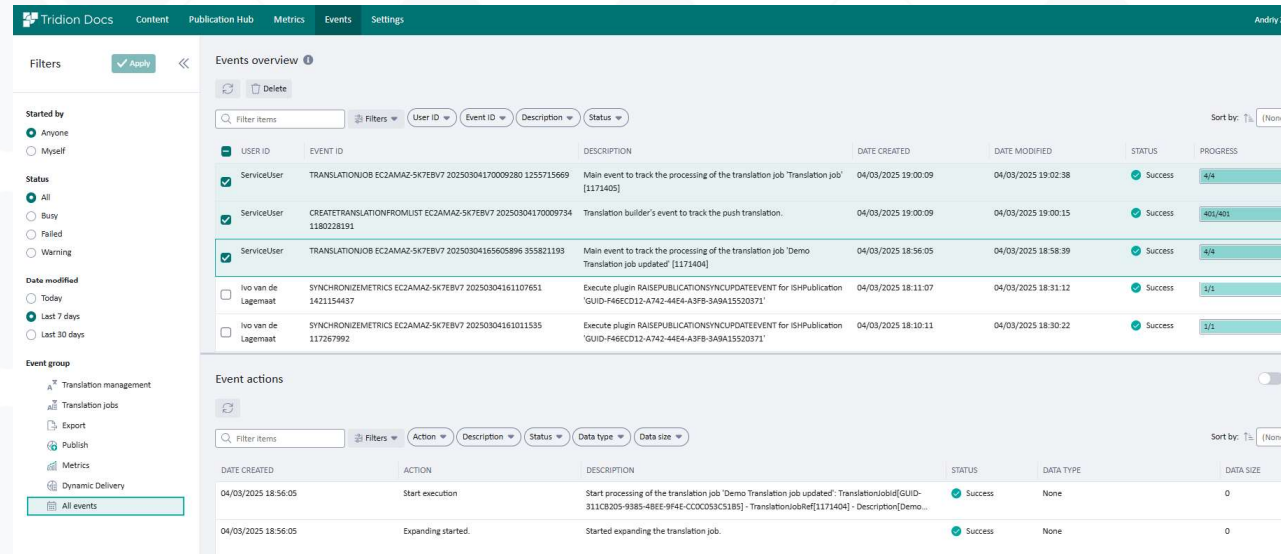 Tridion Docs Content Publication Hub Metrics Events Settings Andriy
Filters Apply
Started by
Anyone
Myself
Status
All
Busy
Failed
Warning
Date modified
Today
Last 7 days
Last 30 days
Event group
Translation management
Translation jobs
Export
Publish
Metrics
Dynamic Delivery
All events
Events overview
Delete
Filter items Filters User ID Event ID Description Status Sort by: (None
USER ID EVENT ID DESCRIPTION DATE CREATED DATE MODIFIED STATUS PROGRESS
ServiceUser TRANSLATIONJOB EC2AMAZ-5K7EBV7 20250304170009280 1255715669 Main event to track the processing of the translation job 'Translation job' 04/03/2025 19:00:09 04/03/2025 19:02:38 Success 4/4
[1171405]
ServiceUser CREATETRANSLATIONFROMLIST EC2AMAZ-5K7EBV7 20250304170009734 Translation builder's event to track the push translation. 04/03/2025 19:00:09 04/03/2025 19:00:15 Success 401/401
1180228191
ServiceUser TRANSLATIONJOB EC2AMAZ-5K7EBV7 20250304165605896 355821193 Main event to track the processing of the translation job 'Demo 04/03/2025 18:56:05 04/03/2025 18:58:39 Success 4/4
Translation job updated' [1171404]
Ivo van de SYNCHRONIZEMETRICS EC2AMAZ-5K7EBV7 20250304161107651 Execute plugin RAISEPUBLICATIONSYNCUPDATEEVENT for ISHPublication 04/03/2025 18:11:07 04/03/2025 18:31:12 Success 1/1
Lagemaat 1421154437 'GUID-F46ECD12-A742-44E4-A3FB-3A9A15520371'
Ivo van de SYNCHRONIZEMETRICS EC2AMAZ-5K7EBV7 20250304161011535 Execute plugin RAISEPUBLICATIONSYNCUPDATEEVENT for ISHPublication 04/03/2025 18:10:11 04/03/2025 18:30:22 Success 1/1
Lagemaat 117267992 'GUID-F46ECD12-A742-44E4-A3FB-3A9A15520371'
Event actions
Filter items Filters Action Description Status Data type Data size Sort by: (None
DATE CREATED ACTION DESCRIPTION STATUS DATA TYPE DATA SIZE
04/03/2025 18:56:05 Start execution Start processing of the translation job 'Demo Translation job updated': TranslationJobId[GUID- Success None 0
311CB205-9385-4BEE-9F4E-CC0C053C51B5] - TranslationJobRef[1171404] - Description[Demo...
04/03/2025 18:56:05 Expanding started. Started expanding the translation job. Success None 0